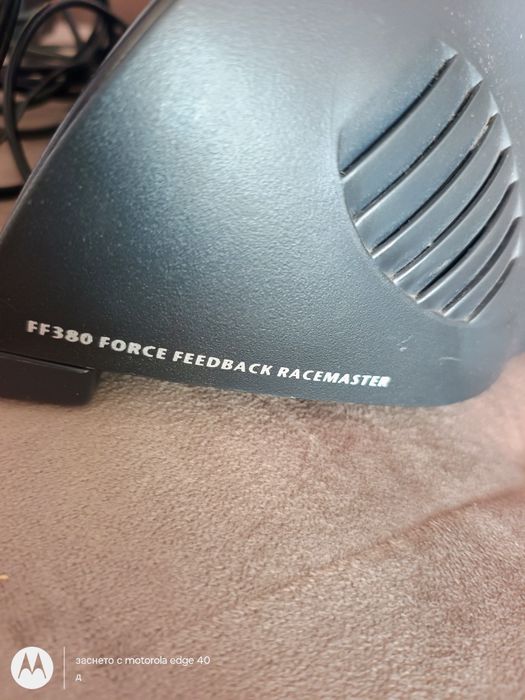 FF380 FORCE FEEDBACK RACEMASTER
заснето с motorola edge 40
д